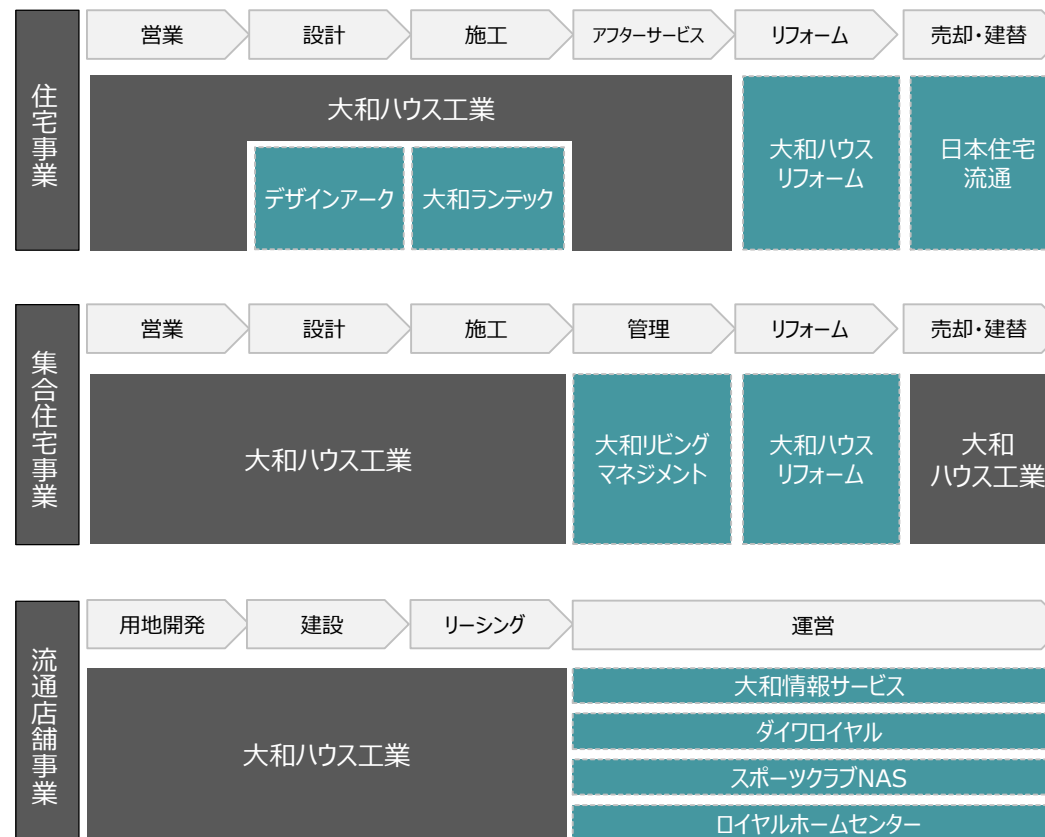 住宅事業
営業
設計
施工
アフターサービス
リフォーム
売却・建替
大和ハウス工業
デザインアーク
大和ランテック
大和ハウス
リフォーム
日本住宅
流通
集合住宅事業
営業
設計
施工
管理
リフォーム
売却・建替
大和ハウス工業
大和リビング
マネジメント
大和ハウス
リフォーム
大和
ハウス工業
流通店舗事業
用地開発
建設
リーシング
運営
大和ハウス工業
大和情報サービス
ダイワロイヤル
スポーツクラブNAS
ロイヤルホームセンター